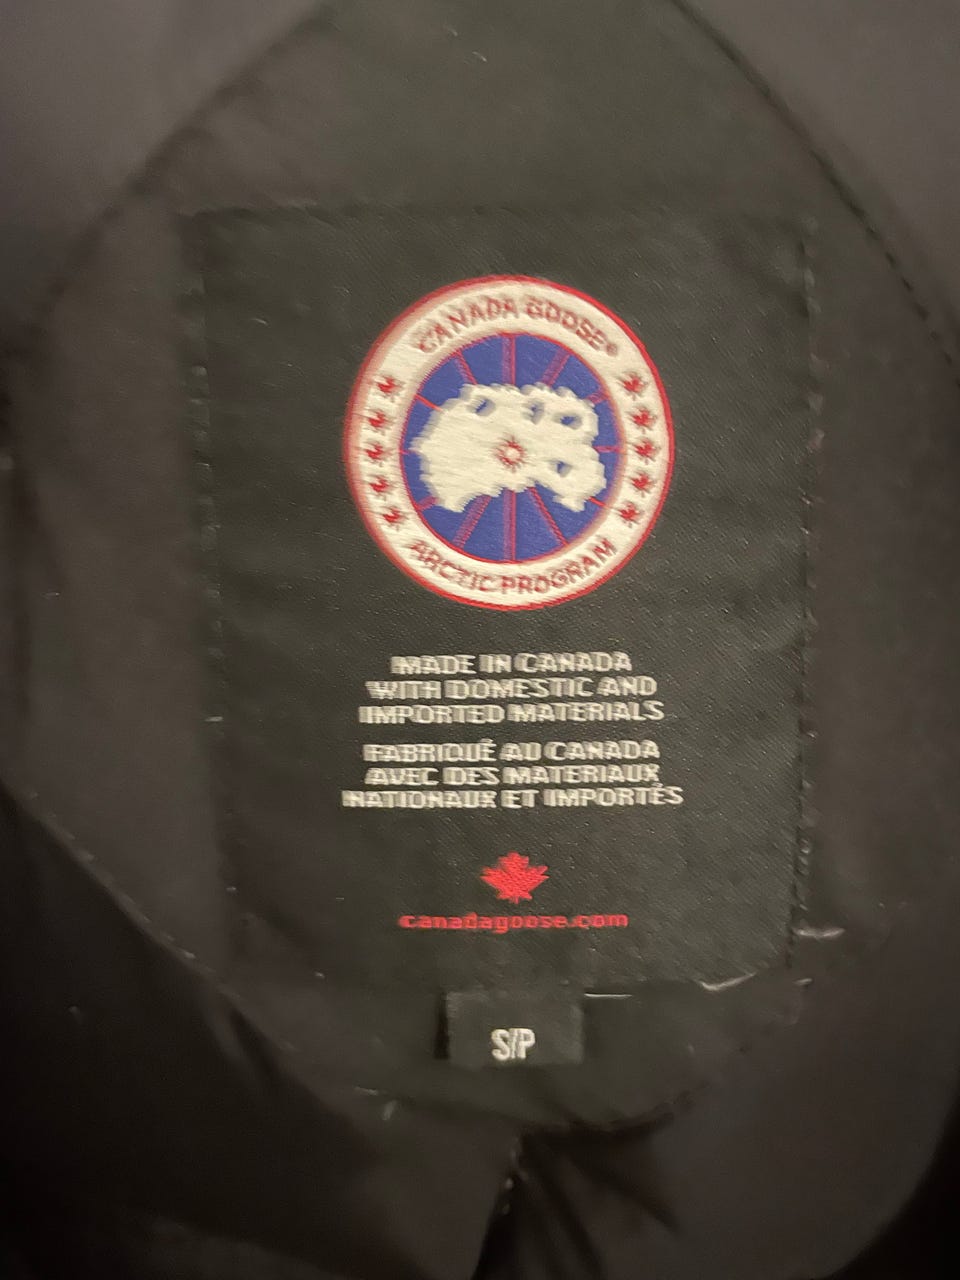 CANADA GOOSE®
ARCTIC PROGRAM
MADE IN CANADA
WITH DOMESTIC AND
IMPORTED MATERIALS
FABRIQUÉ AU CANADA
AVEC DES MATERIAUX
NATIONAUX ET IMPORTÉS
canadagoose.com
S/P